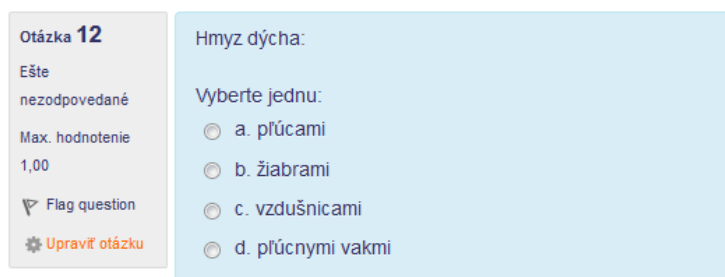 Otázka 12
Ešte
nezodpovedané
Max. hodnotenie
1,00
Flag question
Upraviť otázku
Hmyz dýcha:
Vyberte jednu:
a. pľúcami
b. žiabrami
c. vzdušnicami
d. pľúcnymi vakmi